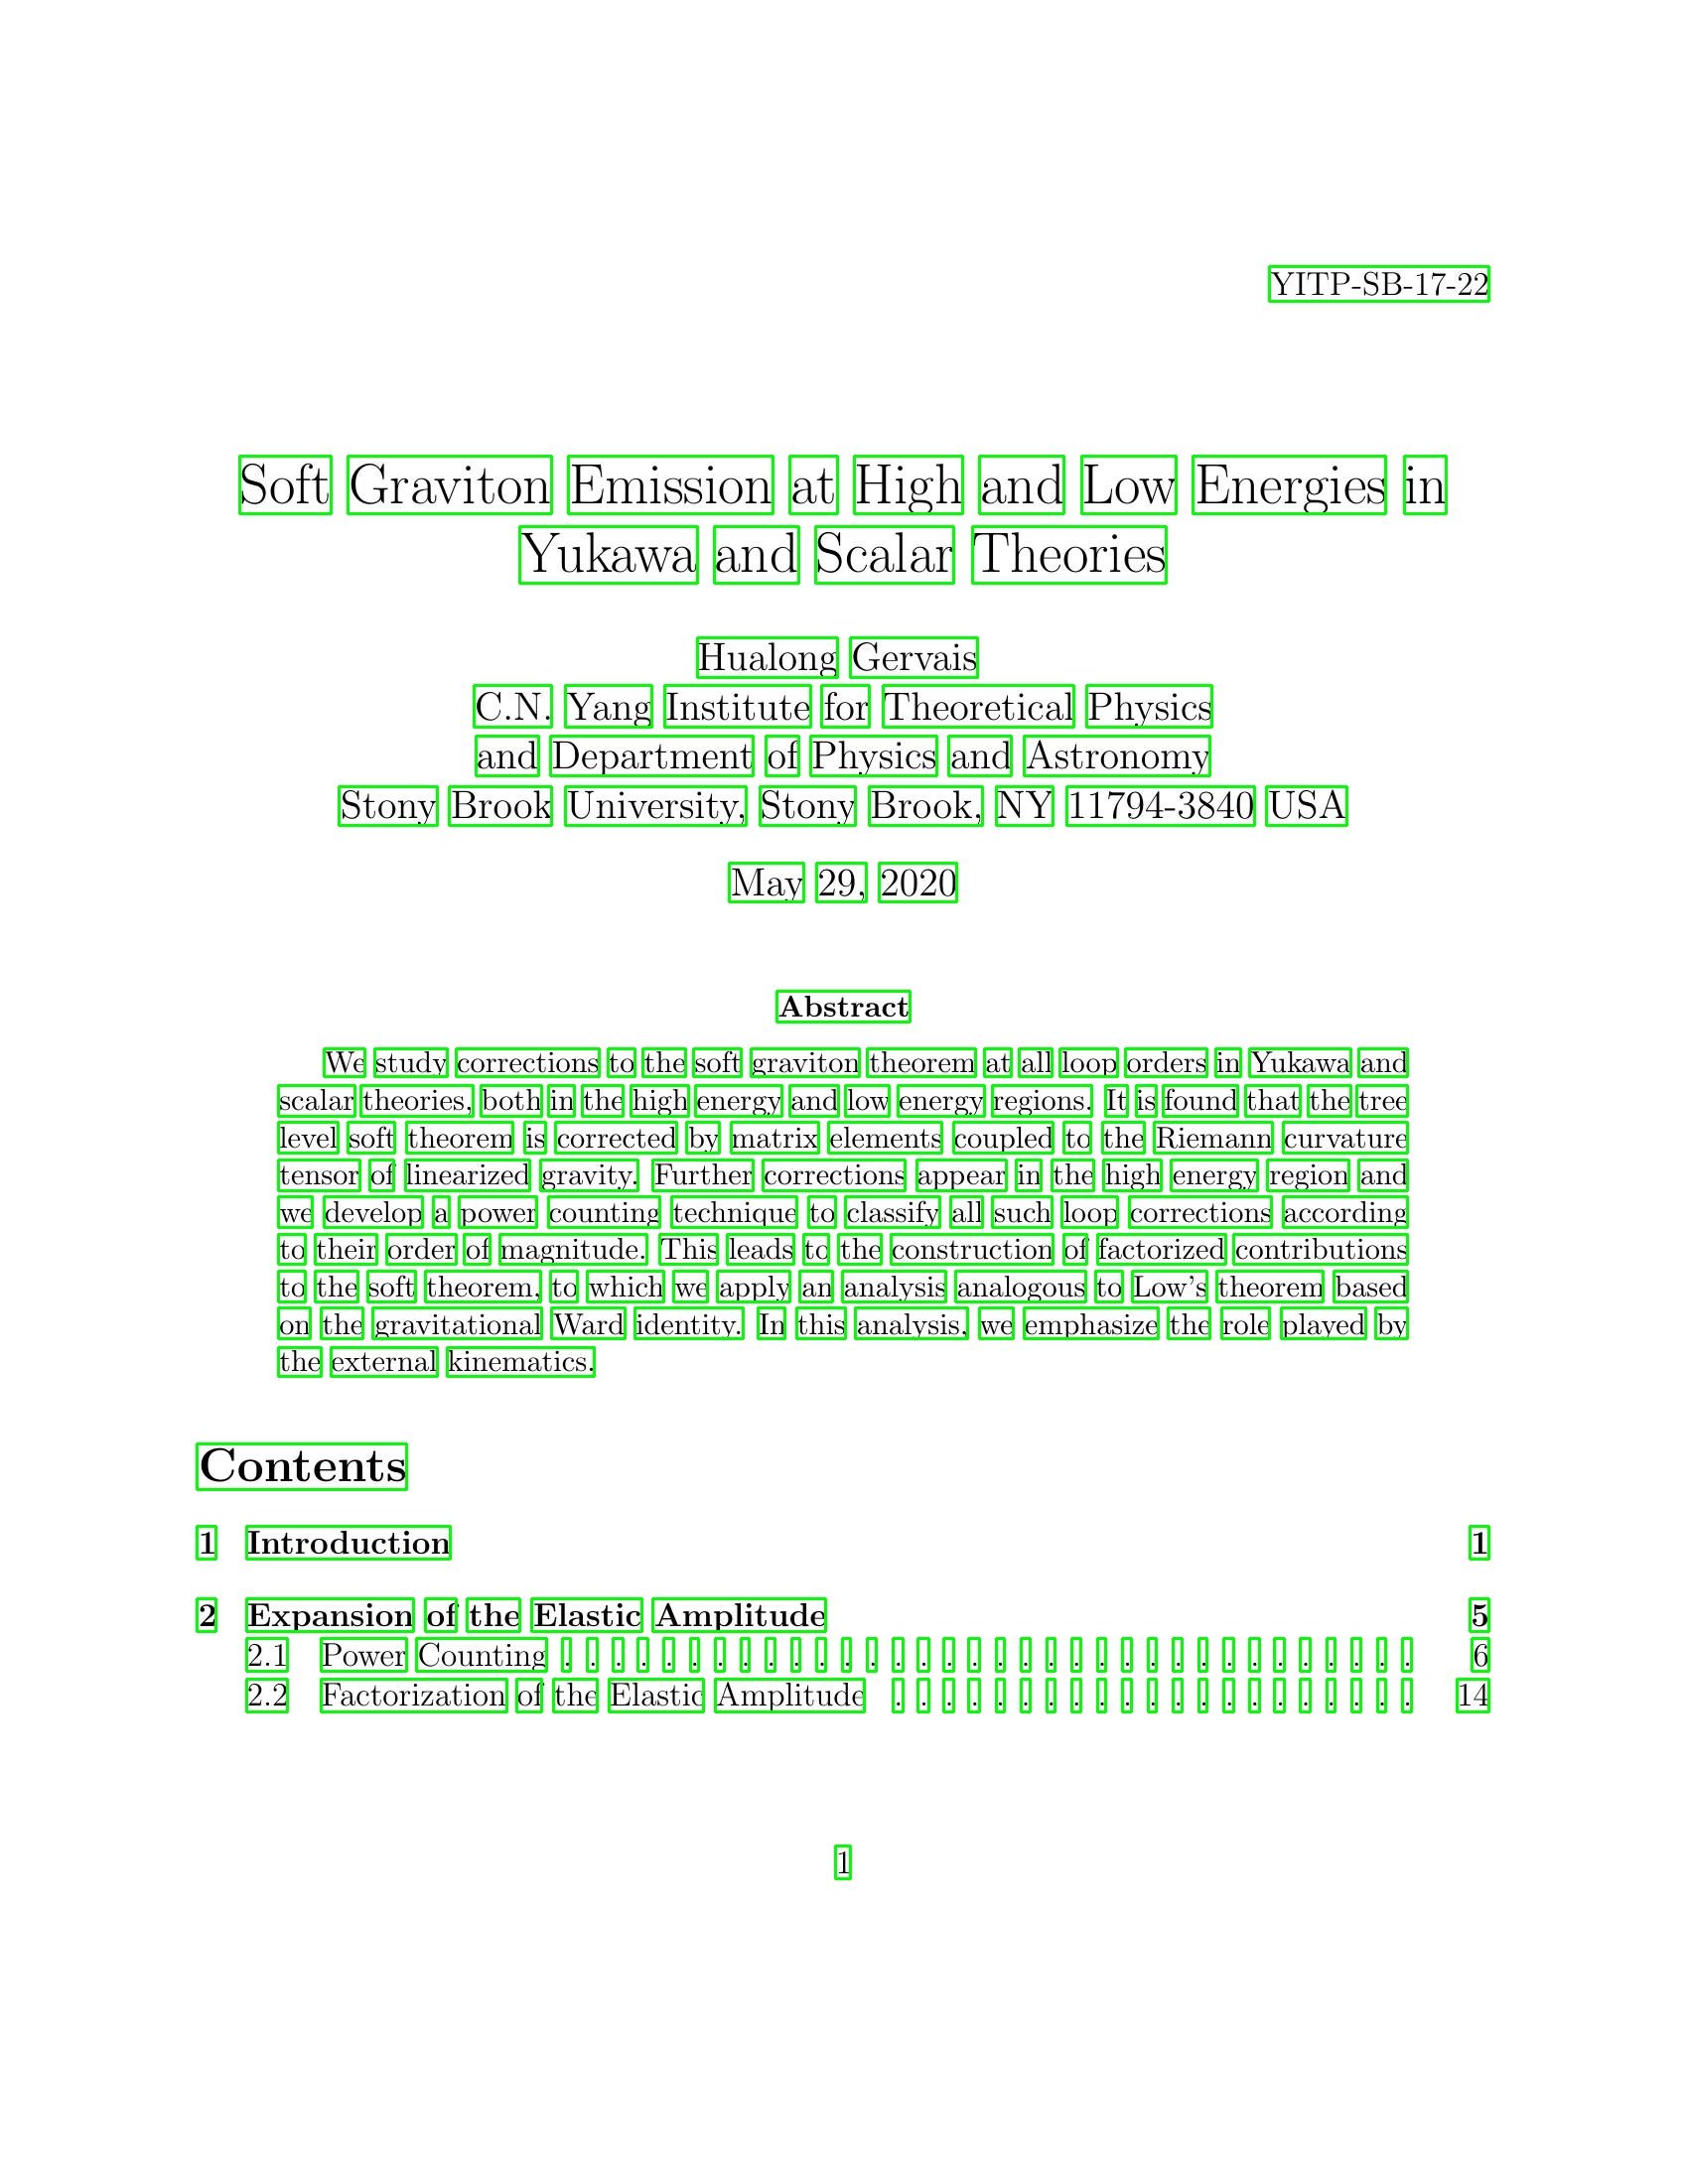 YITP-SB-17-22
Soft Graviton Emission at High and Low Energies in
Yukawa and Scalar Theories
Hualong Gervais
C.N. Yang Institute for Theoretical Physics
and Department of Physics and Astronomy
Stony Brook University, Stony Brook, NY 11794-3840 USA
May 29, 2020
Abstract
We study corrections to the soft graviton theorem at all loop orders in Yukawa and
scalar theories, both in the high energy and low energy regions. It is found that the tree
level soft theorem is corrected by matrix elements coupled to the Riemann curvature
tensor of linearized gravity. Further corrections appear in the high energy region and
we develop a power counting technique to classify all such loop corrections according
to their order of magnitude. This leads to the construction of factorized contributions
to the soft theorem, to which we apply an analysis analogous to Low's theorem based
on the gravitational Ward identity. In this analysis, we emphasize the role played by
the external kinematics.
Contents
1 Introduction 1
2 Expansion of the Elastic Amplitude 5
2.1 Power Counting . . . . . . . . . . . . . . . . . . . . . . . . . . . . . . . . . . 6
2.2 Factorization of the Elastic Amplitude . . . . . . . . . . . . . . . . . . . . . 14
1